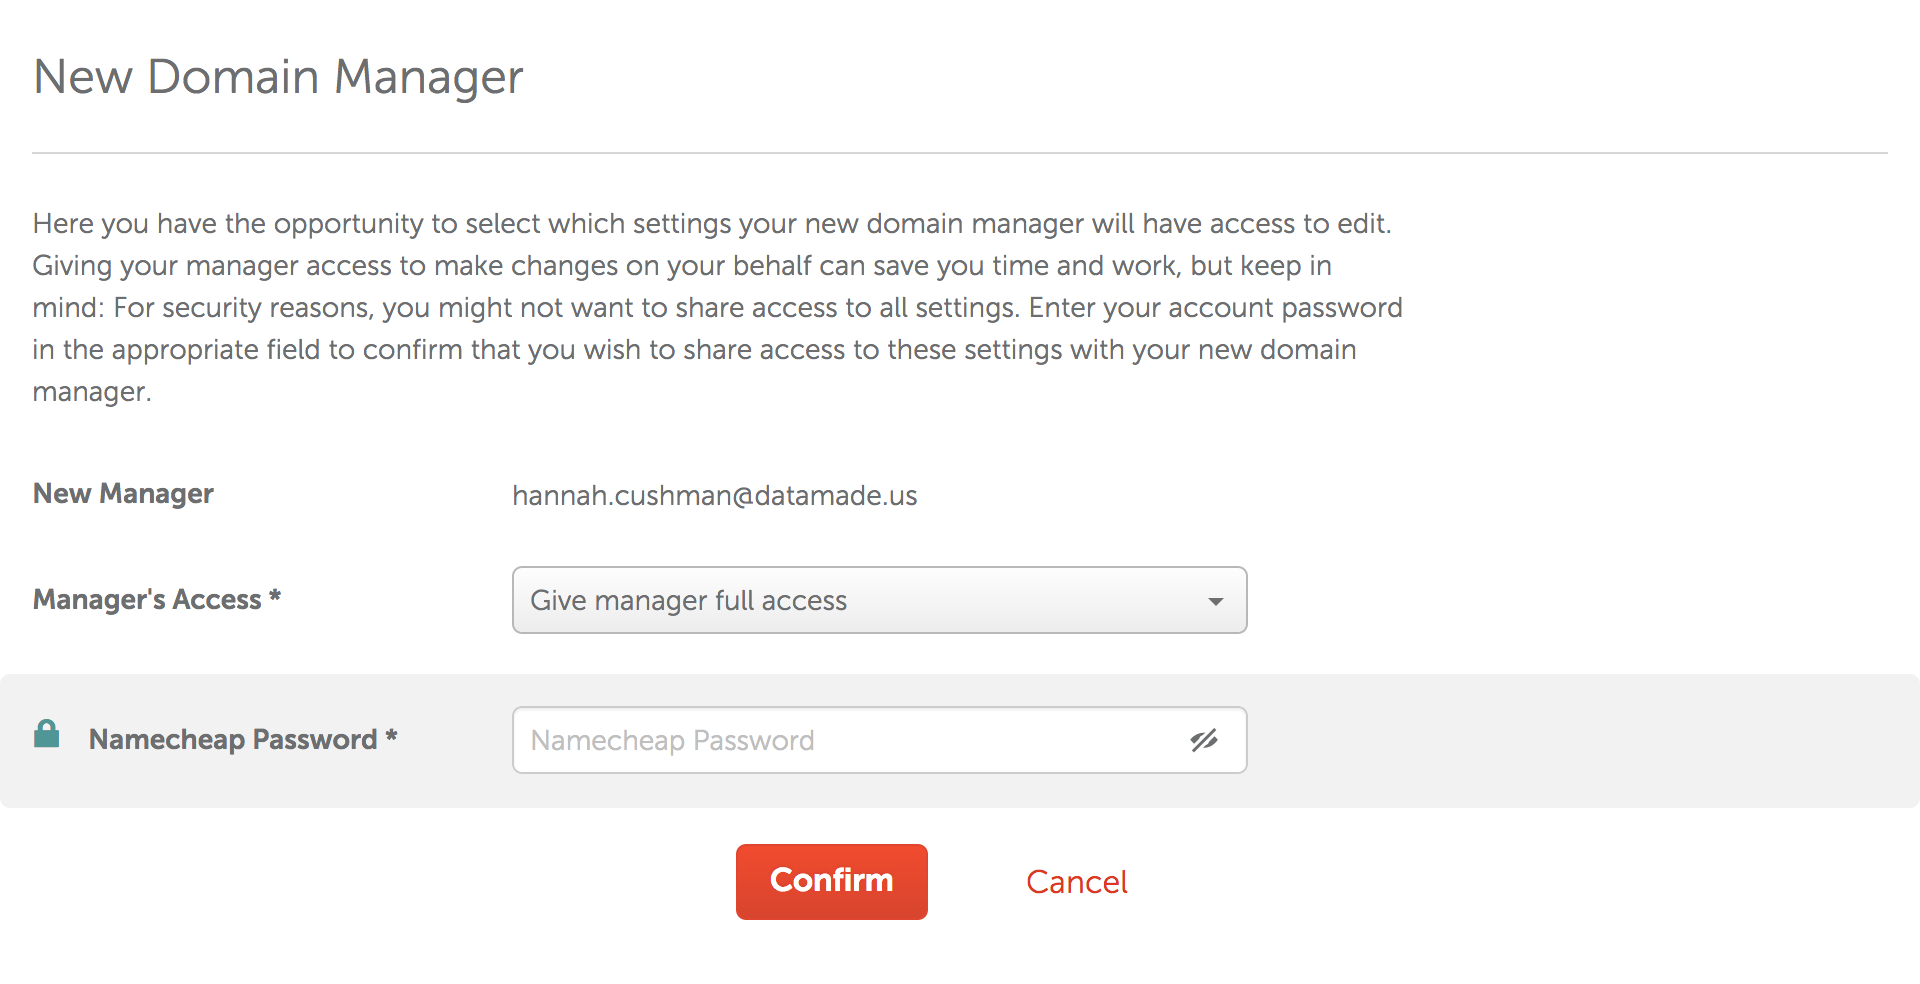 New Domain Manager
Here you have the opportunity to select which settings your new domain manager will have access to edit.
Giving your manager access to make changes on your behalf can save you time and work, but keep in
mind: For security reasons, you might not want to share access to all settings. Enter your account password
in the appropriate field to confirm that you wish to share access to these settings with your new domain
manager.
New Manager hannah.cushman@datamade.us
Manager's Access * Give manager full access
Namecheap Password * Namecheap Password
Confirm Cancel